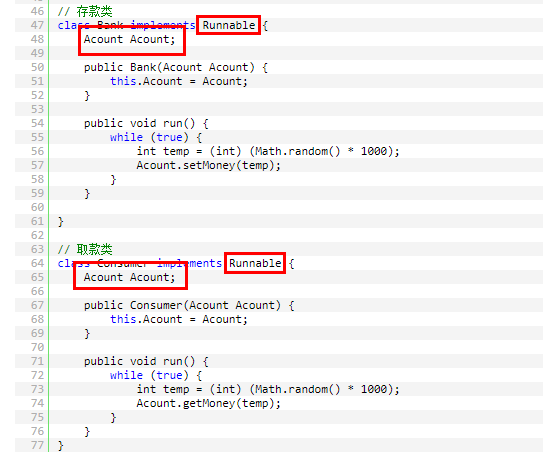 46 // 存款类
47 class Bank implements Runnable {
48 Acount Acount;
49
50 public Bank(Acount Acount) {
51 this.Acount = Acount;
52 }
53
54 public void run() {
55 while (true) {
56 int temp = (int) (Math.random() * 1000);
57 Acount.setMoney(temp);
58 }
59 }
60
61 }
62
63 // 取款类
64 class Consumer implements Runnable {
65 Acount Acount;
66
67 public Consumer(Acount Acount) {
68 this.Acount = Acount;
69 }
70
71 public void run() {
72 while (true) {
73 int temp = (int) (Math.random() * 1000);
74 Acount.getMoney(temp);
75 }
76 }
77 }